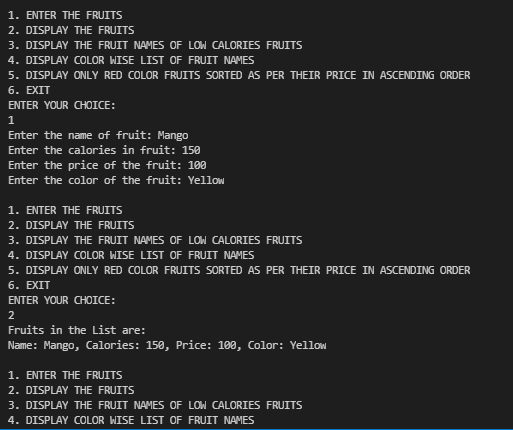 1. ENTER THE FRUITS
2. DISPLAY THE FRUITS
3. DISPLAY THE FRUIT NAMES OF LOW CALORIES FRUITS
4. DISPLAY COLOR WISE LIST OF FRUIT NAMES
5. DISPLAY ONLY RED COLOR FRUITS SORTED AS PER THEIR PRICE IN ASCENDING ORDER
6. EXIT
ENTER YOUR CHOICE:
1
Enter the name of fruit: Mango
Enter the calories in fruit: 150
Enter the price of the fruit: 100
Enter the color of the fruit: Yellow
1. ENTER THE FRUITS
2. DISPLAY THE FRUITS
3. DISPLAY THE FRUIT NAMES OF LOW CALORIES FRUITS
4. DISPLAY COLOR WISE LIST OF FRUIT NAMES
5. DISPLAY ONLY RED COLOR FRUITS SORTED AS PER THEIR PRICE IN ASCENDING ORDER
6. EXIT
ENTER YOUR CHOICE:
2
Fruits in the List are:
Name: Mango, Calories: 150, Price: 100, Color: Yellow
1. ENTER THE FRUITS
2. DISPLAY THE FRUITS
3. DISPLAY THE FRUIT NAMES OF LOW CALORIES FRUITS
4. DISPLAY COLOR WISE LIST OF FRUIT NAMES